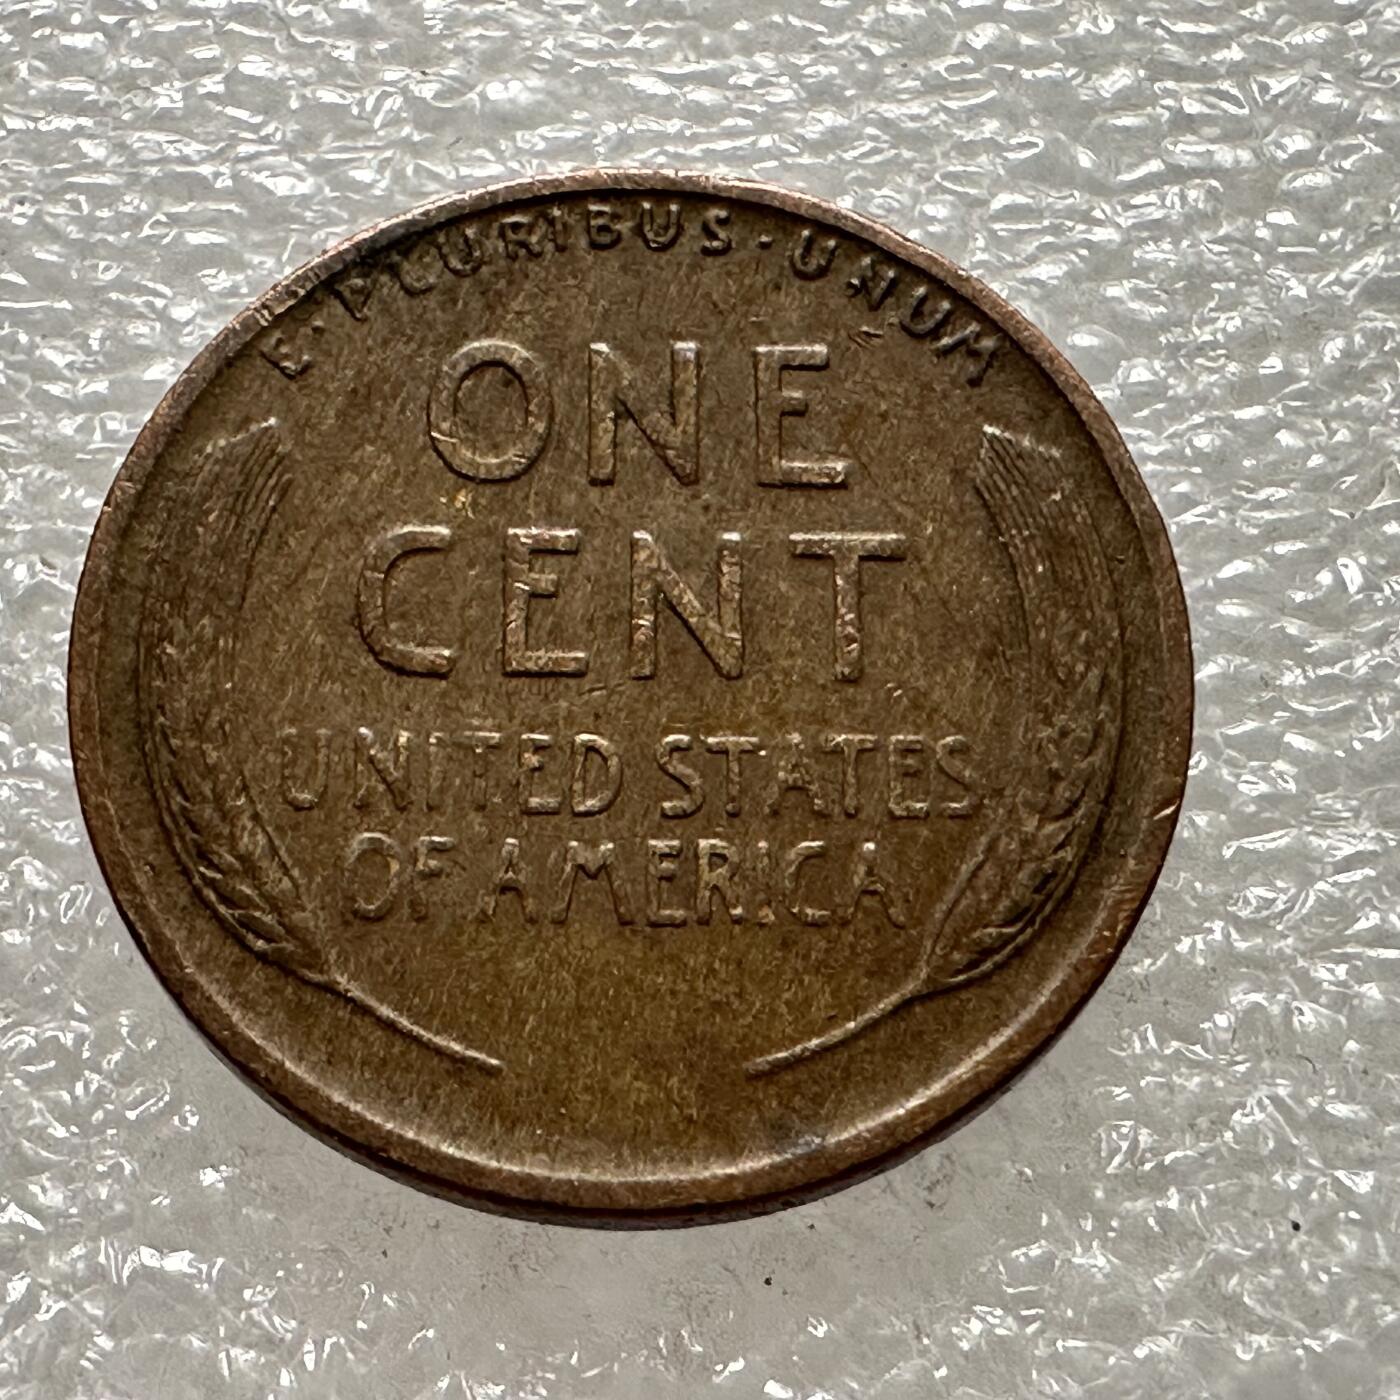 E·PLURIBUS·UNUM
ONE
CENT
UNITED STATES
OF AMERICA